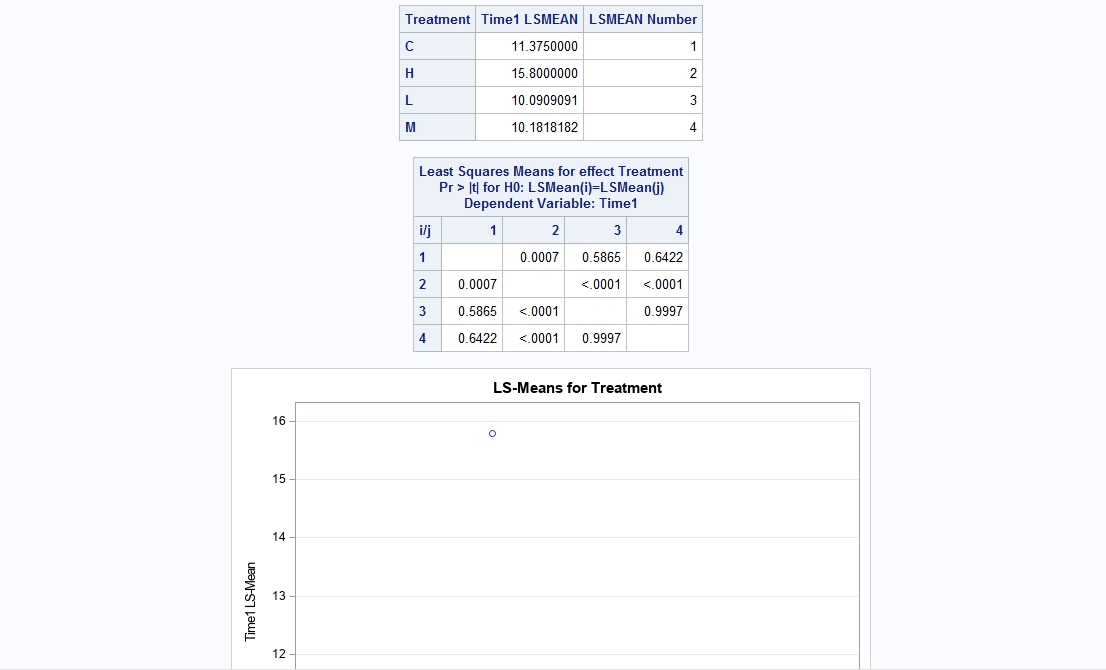 Treatment Time1 LSMEAN LSMEAN Number
C 11.3750000 1
H 15.8000000 2
L 10.0909091 3
M 10.1818182 4
Least Squares Means for effect Treatment
Pr > |t| for H0: LSMean(i)=LSMean(j)
Dependent Variable: Time1
i/j 1 2 3 4
1 0.0007 0.5865 0.6422
2 0.0007 <.0001 <.0001
3 0.5865 <.0001 0.9997
4 0.6422 <.0001 0.9997
LS-Means for Treatment
16
15
14
13
12
Time1 LS-Mean